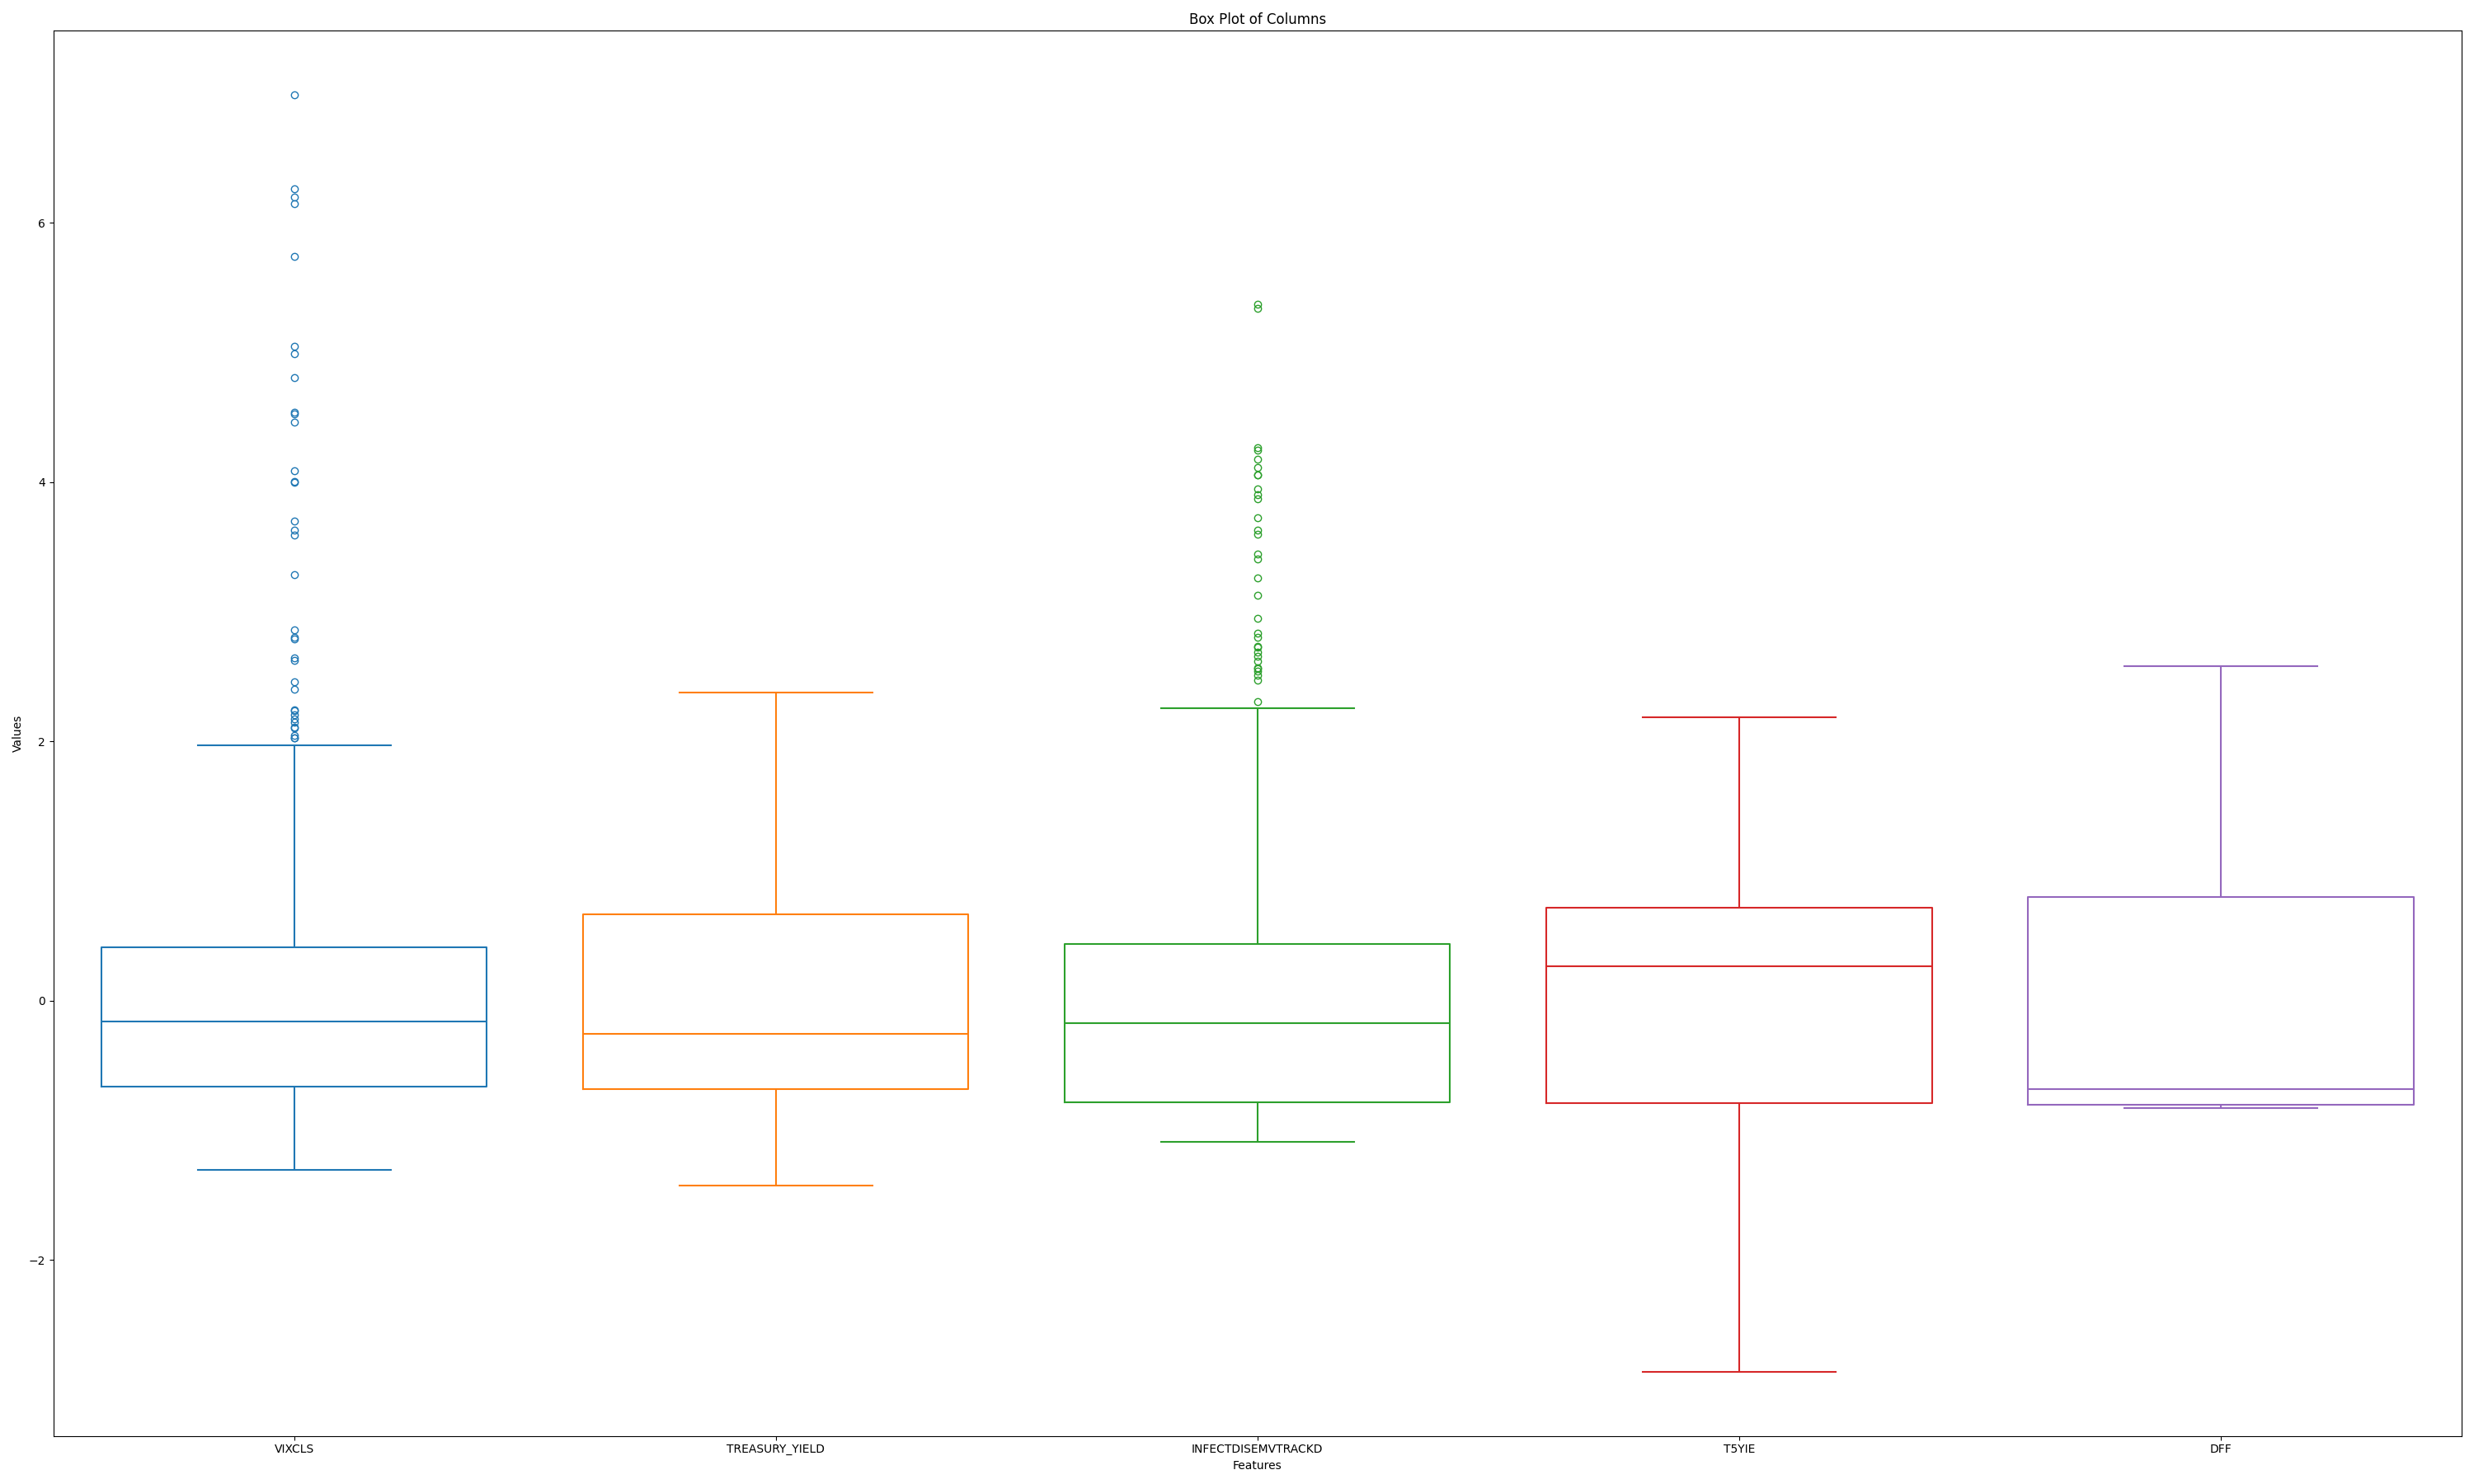 Box Plot of Columns
6
4
2
0
−2
Values
VIXCLS
TREASURY_YIELD
INFECTDISEMVTRACKD
T5YIE
DFF
Features